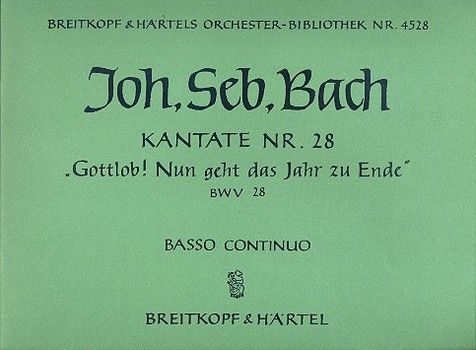 BREITKOPF & HÄRTELS ORCHESTER-BIBLIOTHEK NR. 4528
Joh. Seb. Bach
KANTATE NR. 28
„Gottlob! Nun geht das Jahr zu Ende“
BWV 28
BASSO CONTINUO
BREITKOPF & HÄRTEL